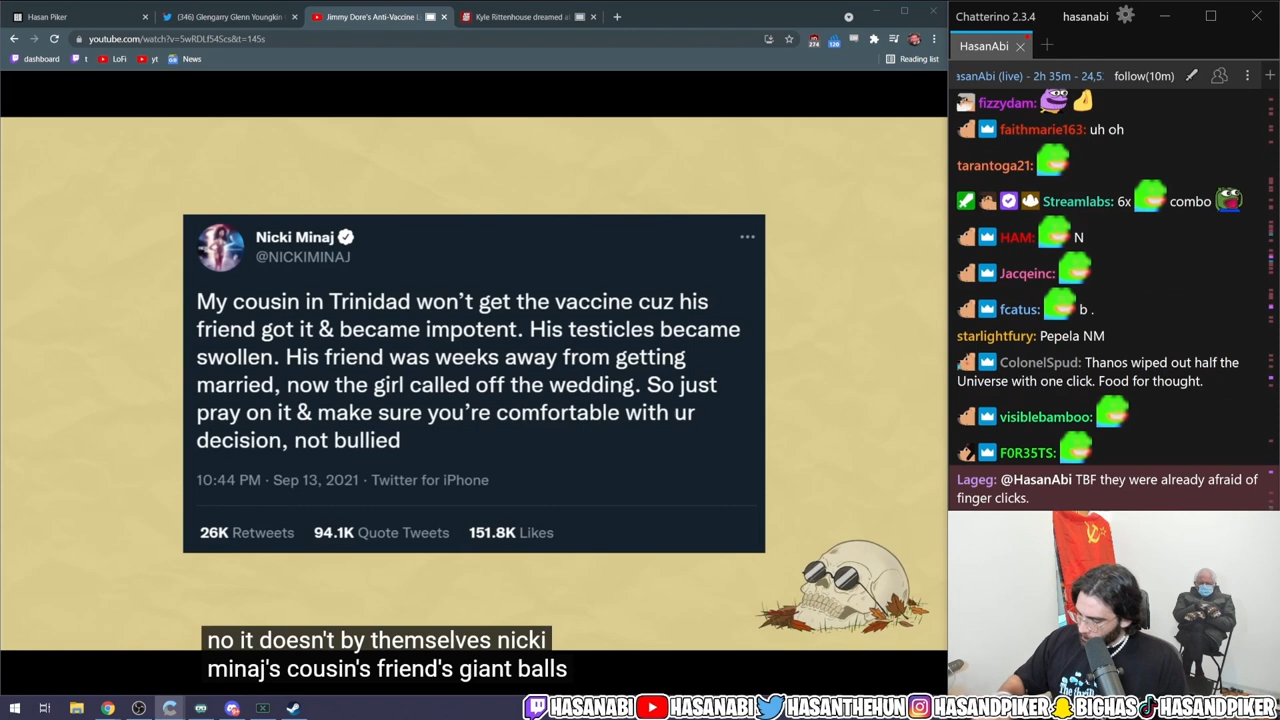 Hasan Piker
(346) Glengarry Glenn Youngkin
Jimmy Dore's Anti-Vaccine
Kyle Rittenhouse dreamed a
youtube.com/watch?v=5wRDLf54Scs&t=145s
274
120
dashboard
t
LoFi
yt
News
Reading list
Nicki Minaj
@NICKIMINAJ
My cousin in Trinidad won't get the vaccine cuz his
friend got it & became impotent. His testicles became
swollen. His friend was weeks away from getting
married, now the girl called off the wedding. So just
pray on it & make sure you're comfortable with ur
decision, not bullied
10:44 PM · Sep 13, 2021 · Twitter for iPhone
26K Retweets 94.1K Quote Tweets 151.8K Likes
no it doesn't by themselves nicki
minaj's cousin's friend's giant balls
Chatterino 2.3.4
hasanabi
HasanAbi
asanAbi (live) - 2h 35m - 24,5
follow(10m)
fizzydam:
faithmarie163: uh oh
tarantoga21:
Streamlabs: 6x combo
HAM: N
Jacqeinc:
fcatus: b .
starlightfury: Pepela NM
ColonelSpud: Thanos wiped out half the
Universe with one click. Food for thought.
visiblebamboo:
F0R35TS:
Lageg: @HasanAbi TBF they were already afraid of
finger clicks.
HASANABI HASANABI HASANTHEHUN HASANDPIKER BIGHAS HASANDPIKER